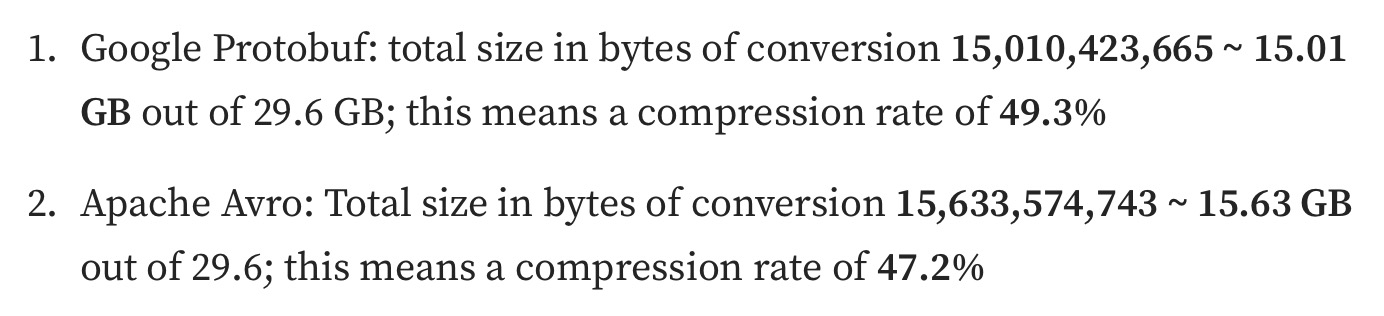 1. Google Protobuf: total size in bytes of conversion 15,010,423,665 ~ 15.01
GB out of 29.6 GB; this means a compression rate of 49.3%
2. Apache Avro: Total size in bytes of conversion 15,633,574,743 ~ 15.63 GB
out of 29.6; this means a compression rate of 47.2%